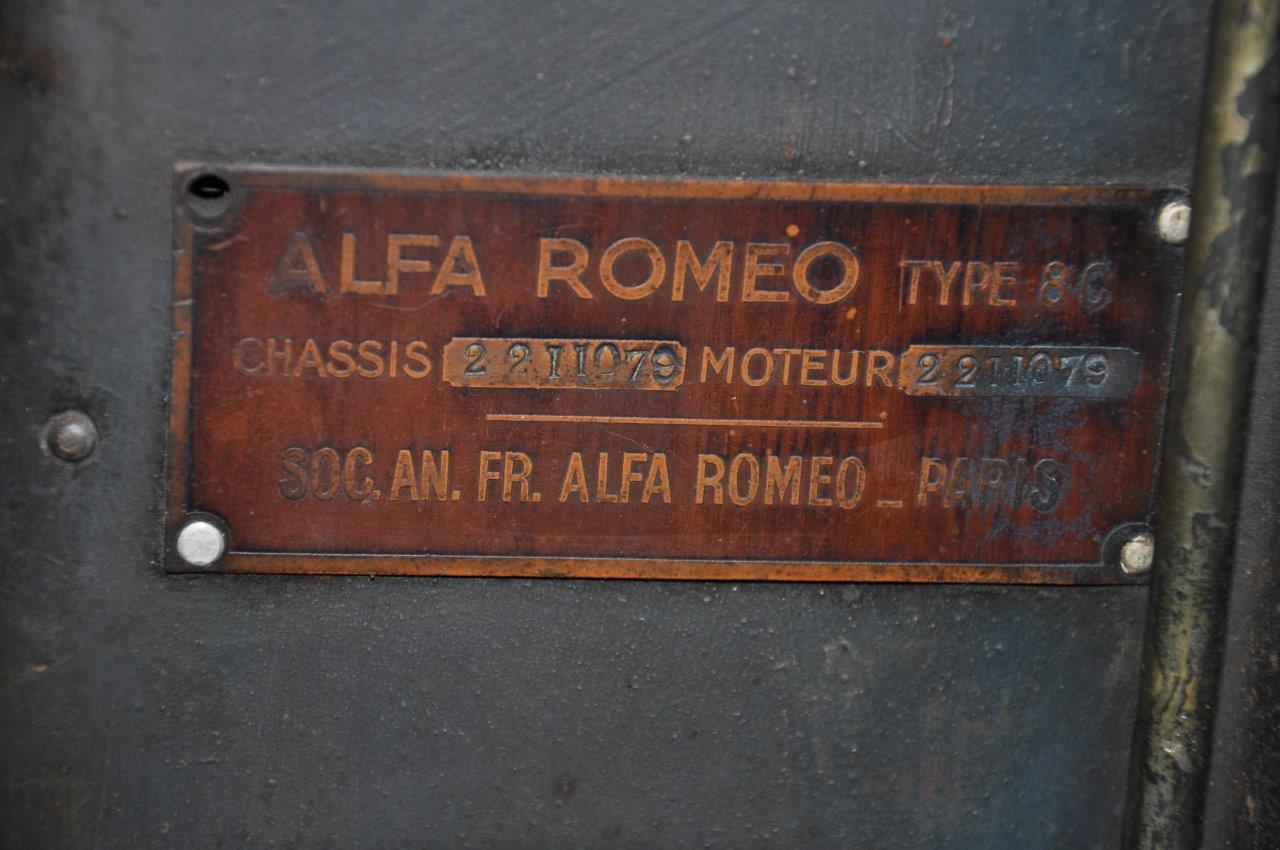 ALFA ROMEO TYPE 8C
CHASSIS 2211079 MOTEUR 2211079
SOC. AN. FR. ALFA ROMEO _ PARIS